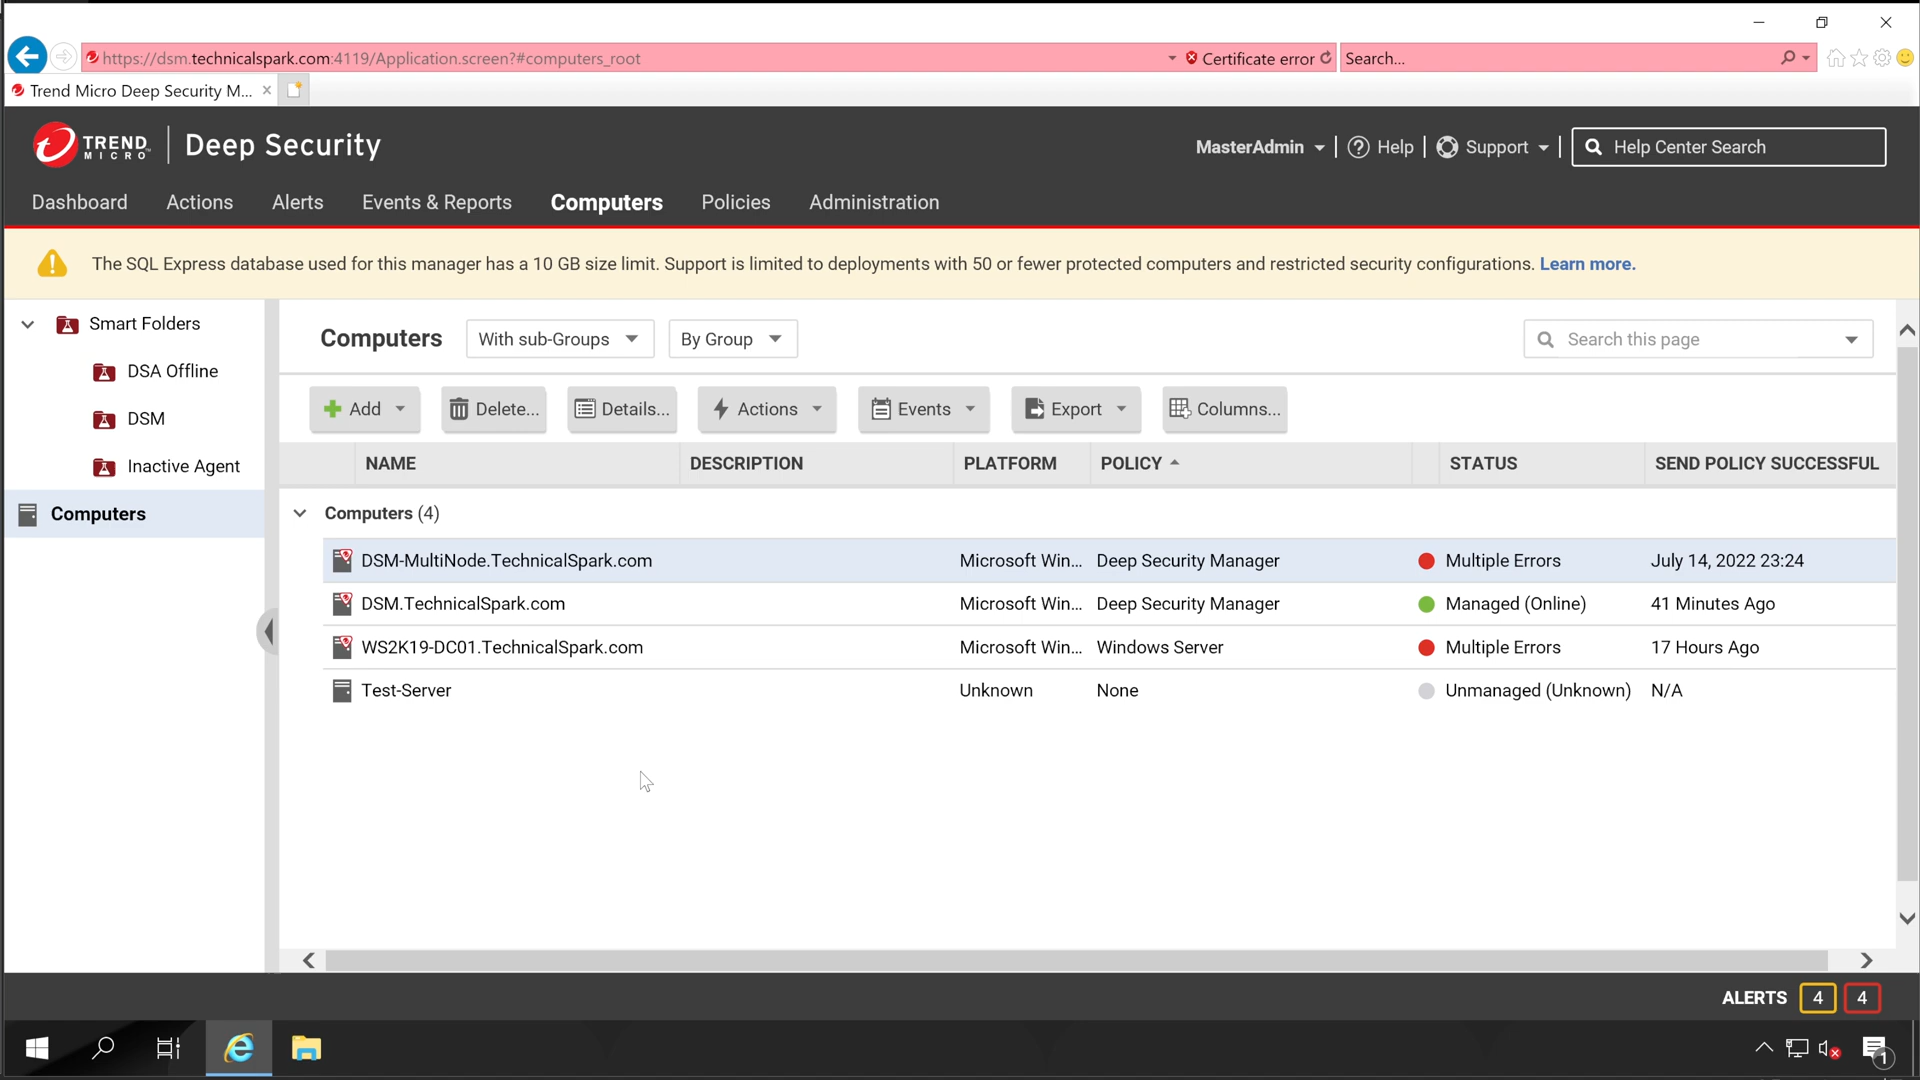 https://dsm.technicalspark.com:4119/Application.screen?#computers_root
Certificate error
Search...
Trend Micro Deep Security M...
TREND MICRO
Deep Security
MasterAdmin
Help
Support
Help Center Search
Dashboard
Actions
Alerts
Events & Reports
Computers
Policies
Administration
The SQL Express database used for this manager has a 10 GB size limit. Support is limited to deployments with 50 or fewer protected computers and restricted security configurations. Learn more.
Smart Folders
DSA Offline
DSM
Inactive Agent
Computers
Computers
With sub-Groups
By Group
Search this page
Add
Delete...
Details...
Actions
Events
Export
Columns...
NAME DESCRIPTION PLATFORM POLICY STATUS SEND POLICY SUCCESSFUL
Computers (4)
DSM-MultiNode.TechnicalSpark.com Microsoft Win... Deep Security Manager Multiple Errors July 14, 2022 23:24
DSM.TechnicalSpark.com Microsoft Win... Deep Security Manager Managed (Online) 41 Minutes Ago
WS2K19-DC01.TechnicalSpark.com Microsoft Win... Windows Server Multiple Errors 17 Hours Ago
Test-Server Unknown None Unmanaged (Unknown) N/A
ALERTS 4 4
1